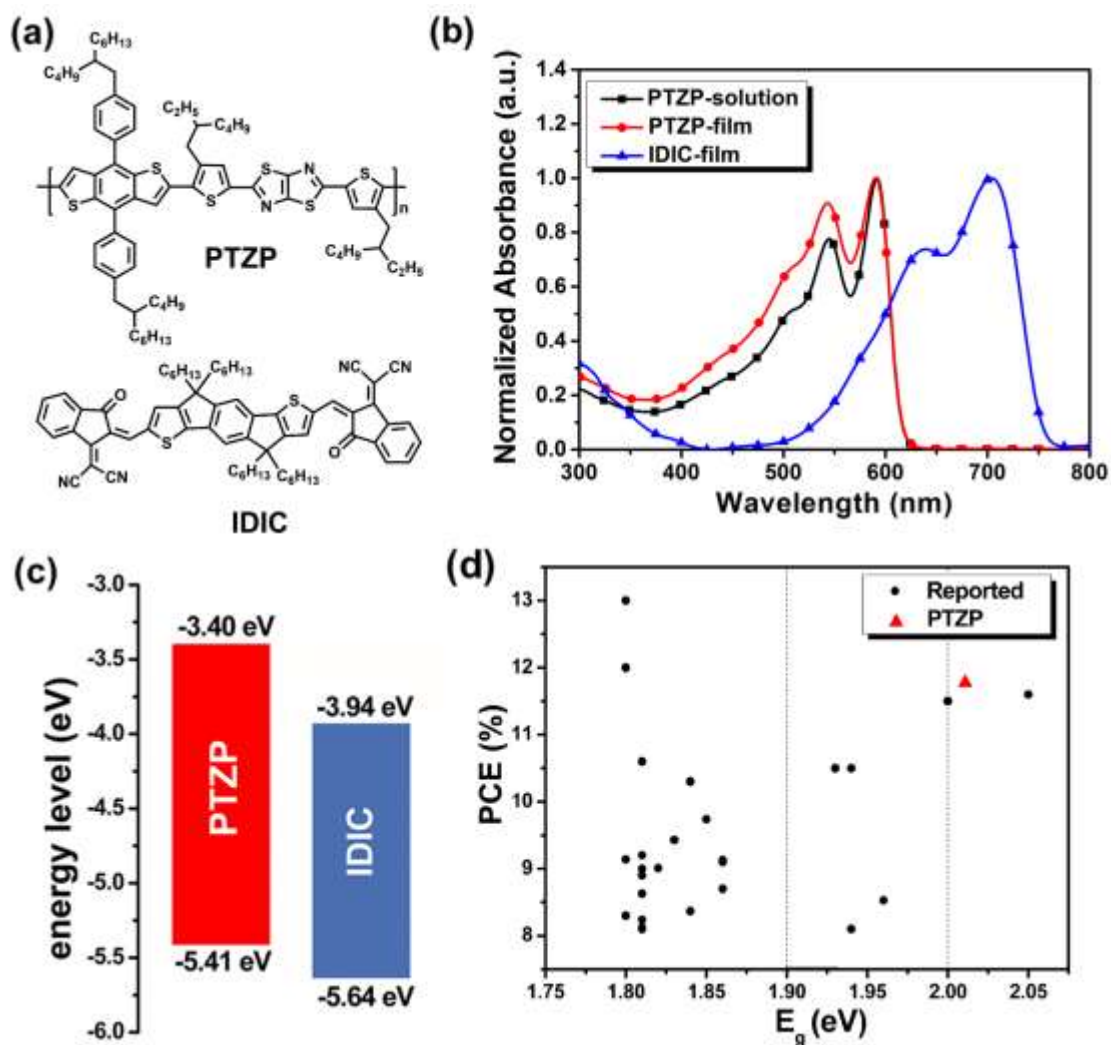 (a)
C6H13
C4H9
C2H5
C4H9
S
S
S
N
S
N
S
S
n
C4H9
C2H5
C4H9
C6H13
PTZP
C6H13
C6H13
NC
CN
O
S
S
O
NC
CN
C6H13
C6H13
IDIC
(b)
Normalized Absorbance (a.u.)
1.4
1.2
1.0
0.8
0.6
0.4
0.2
0.0
PTZP-solution
PTZP-film
IDIC-film
300 400 500 600 700 800
Wavelength (nm)
(c)
energy level (eV)
-3.0
-3.5
-4.0
-4.5
-5.0
-5.5
-6.0
-3.40 eV
PTZP
-5.41 eV
-3.94 eV
IDIC
-5.64 eV
(d)
PCE (%)
13
12
11
10
9
8
Reported
PTZP
1.75 1.80 1.85 1.90 1.95 2.00 2.05
Eg (eV)